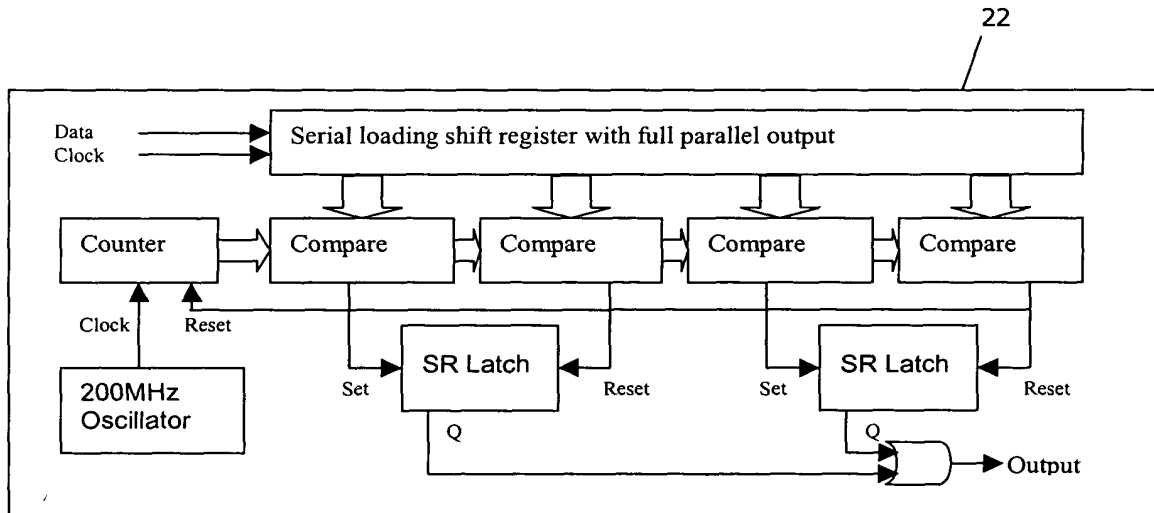 22
Data
Clock
Serial loading shift register with full parallel output
Counter
Compare
Compare
Compare
Compare
Clock
Reset
200MHz
Oscillator
Set
SR Latch
Reset
Set
SR Latch
Reset
Q
Q
Output